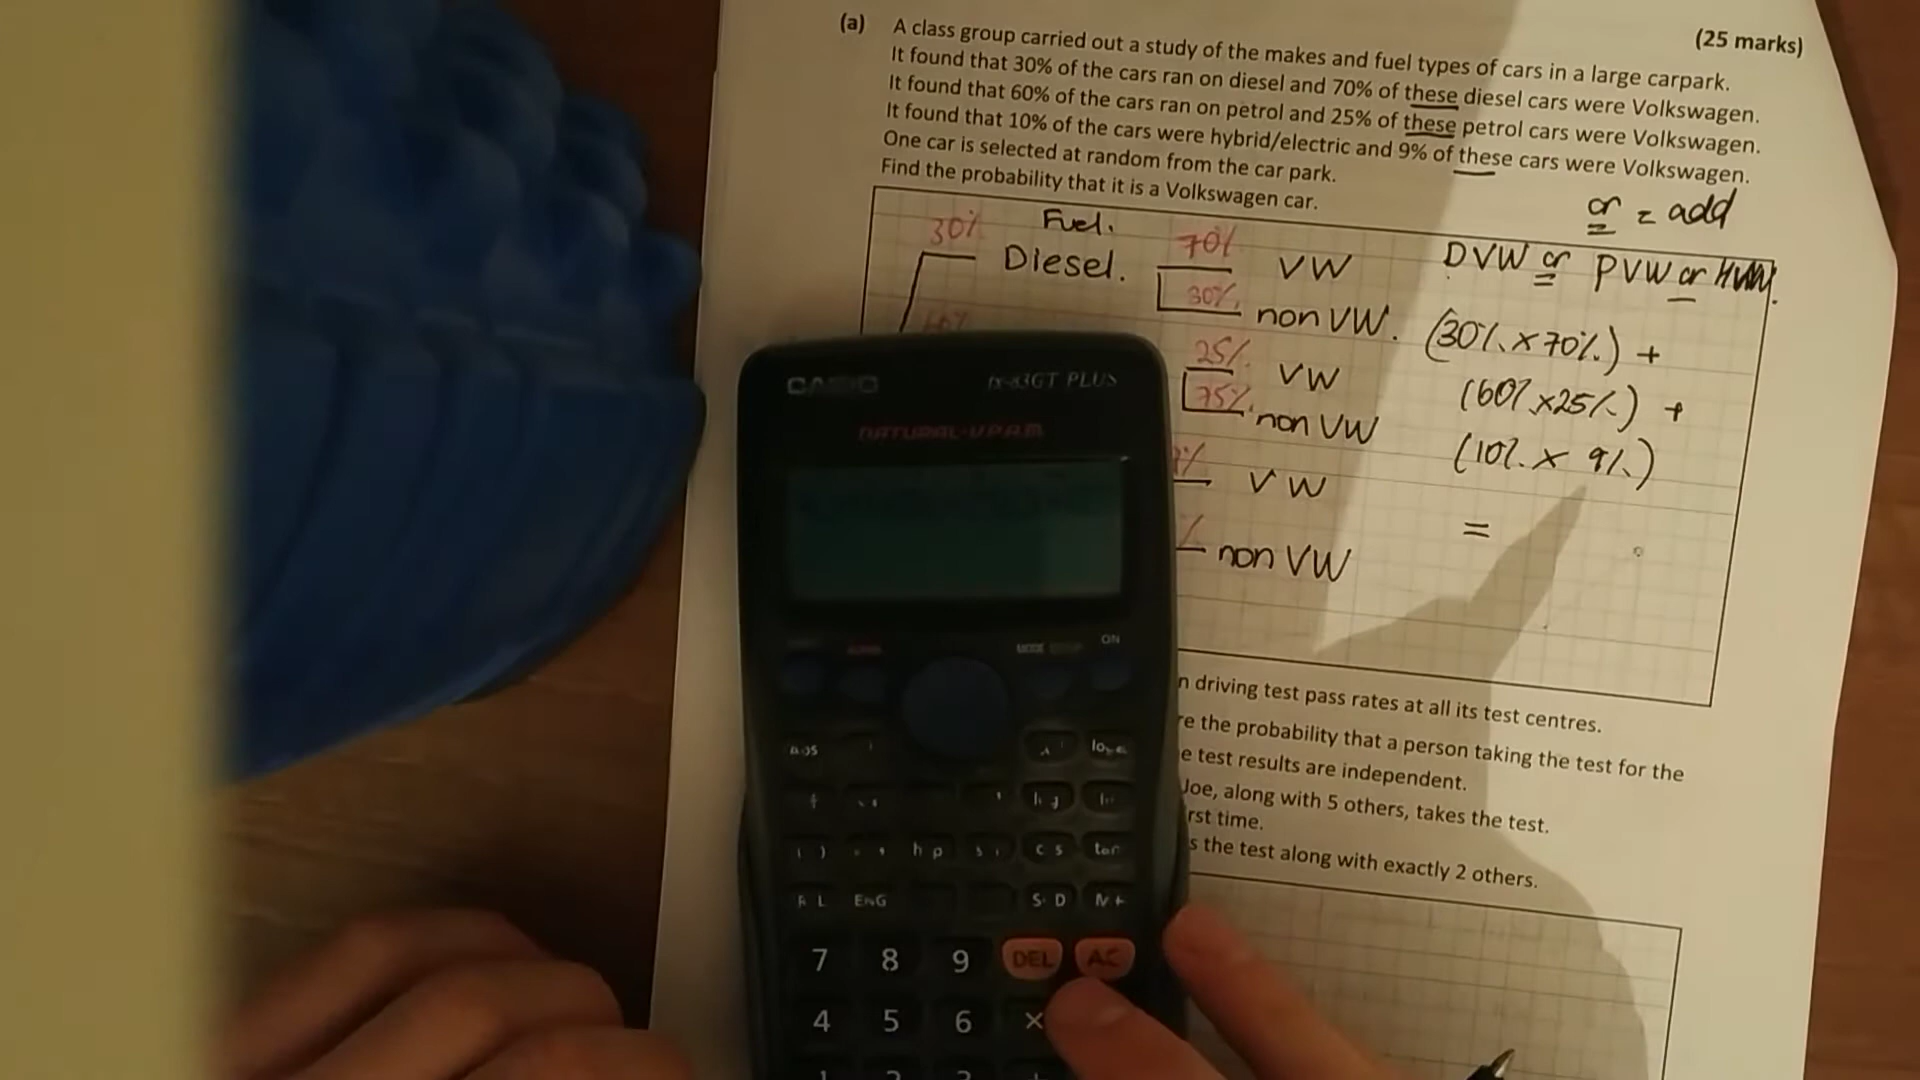 (a) A class group carried out a study of the makes and fuel types of cars in a large carpark.
(25 marks)
It found that 30% of the cars ran on diesel and 70% of these diesel cars were Volkswagen.
It found that 60% of the cars ran on petrol and 25% of these petrol cars were Volkswagen.
It found that 10% of the cars were hybrid/electric and 9% of these cars were Volkswagen.
One car is selected at random from the car park.
Find the probability that it is a Volkswagen car.
or = add
30% Fuel. 70%
Diesel. VW
30% non VW.
DVW or PVW or HVW.
(30% x 70%) +
25% VW
75% non VW
(60% x 25%) +
(10% x 9%)
VW
=
non VW
CASIO fx-83GT PLUS
NATURAL-V.P.A.M.
MODE ON
n driving test pass rates at all its test centres.
re the probability that a person taking the test for the
e test results are independent.
Joe, along with 5 others, takes the test.
rst time.
s the test along with exactly 2 others.
ENG
7 8 9 DEL AC
4 5 6 ×